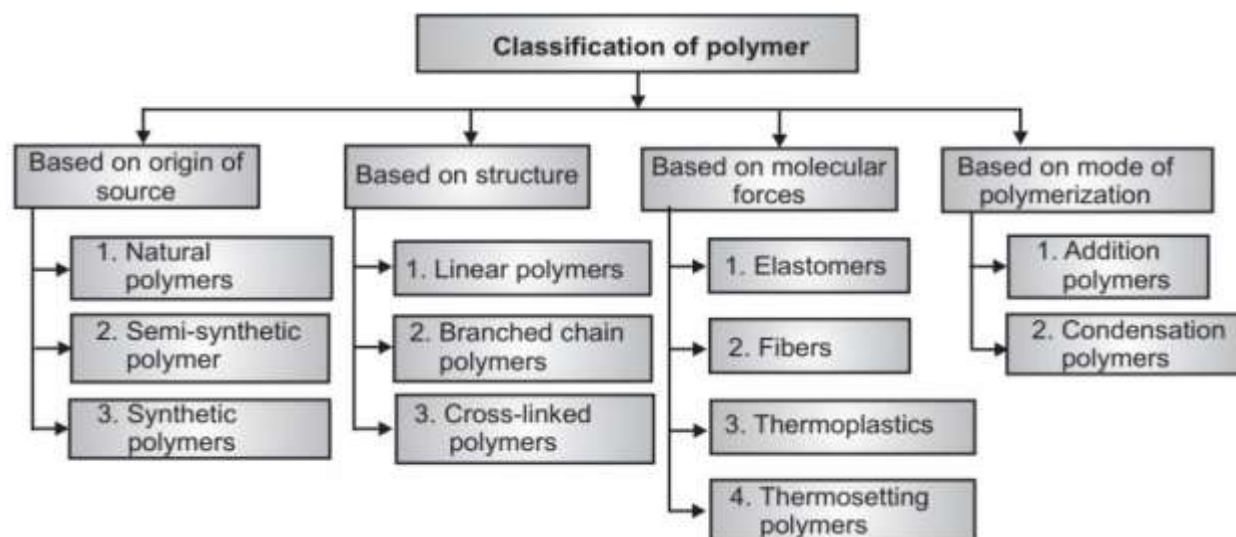 Classification of polymer
Based on origin of
source
1. Natural
polymers
2. Semi-synthetic
polymer
3. Synthetic
polymers
Based on structure
1. Linear polymers
2. Branched chain
polymers
3. Cross-linked
polymers
Based on molecular
forces
1. Elastomers
2. Fibers
3. Thermoplastics
4. Thermosetting
polymers
Based on mode of
polymerization
1. Addition
polymers
2. Condensation
polymers